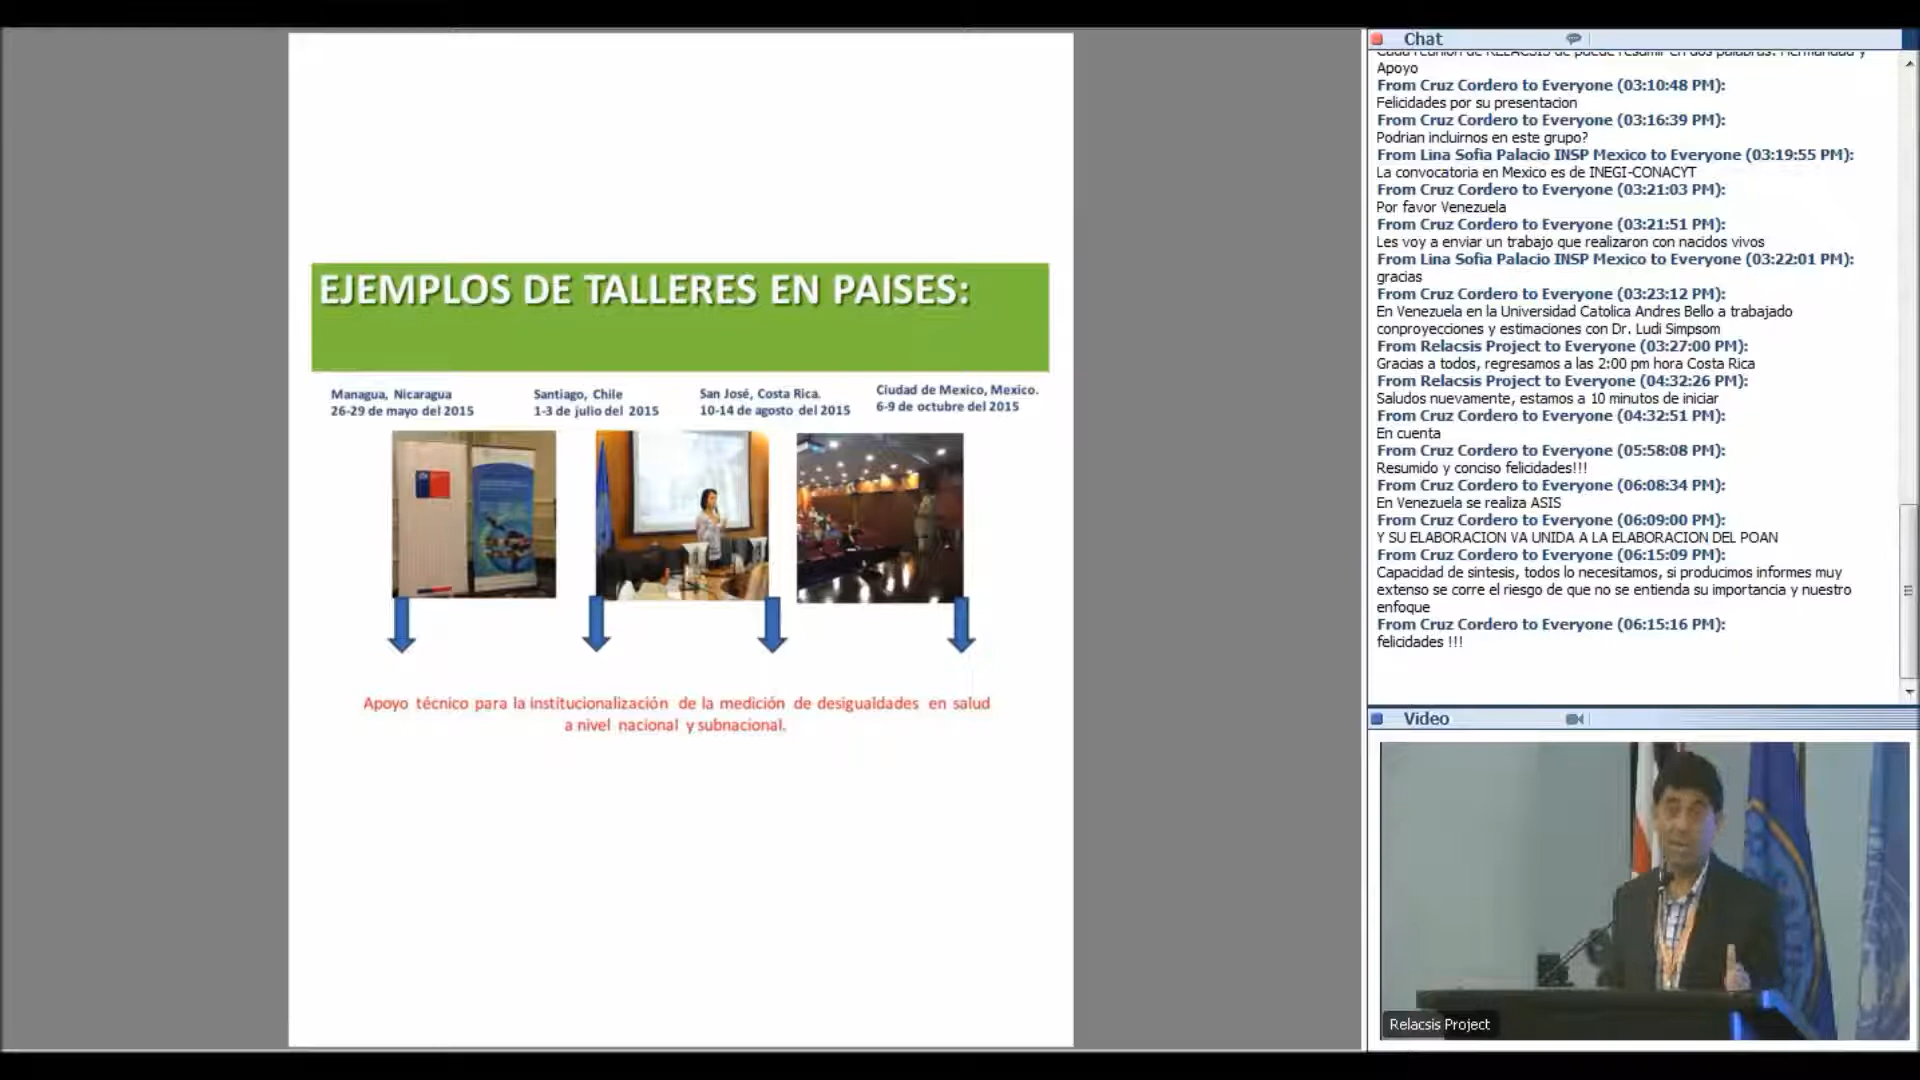 EJEMPLOS DE TALLERES EN PAISES:
Managua, Nicaragua
26-29 de mayo del 2015
Santiago, Chile
1-3 de julio del 2015
San José, Costa Rica.
10-14 de agosto del 2015
Ciudad de Mexico, Mexico.
6-9 de octubre del 2015
Apoyo técnico para la institucionalización de la medición de desigualdades en salud
a nivel nacional y subnacional.
Chat
Apoyo
From Cruz Cordero to Everyone (03:10:48 PM):
Felicidades por su presentacion
From Cruz Cordero to Everyone (03:16:39 PM):
Podrian incluirnos en este grupo?
From Lina Sofia Palacio INSP Mexico to Everyone (03:19:55 PM):
La convocatoria en Mexico es de INEGI-CONACYT
From Cruz Cordero to Everyone (03:21:03 PM):
Por favor Venezuela
From Cruz Cordero to Everyone (03:21:51 PM):
Les voy a enviar un trabajo que realizaron con nacidos vivos
From Lina Sofia Palacio INSP Mexico to Everyone (03:22:01 PM):
gracias
From Cruz Cordero to Everyone (03:23:12 PM):
En Venezuela en la Universidad Catolica Andres Bello a trabajado
conproyecciones y estimaciones con Dr. Ludi Simpsom
From Relacsis Project to Everyone (03:27:00 PM):
Gracias a todos, regresamos a las 2:00 pm hora Costa Rica
From Relacsis Project to Everyone (04:32:26 PM):
Saludos nuevamente, estamos a 10 minutos de iniciar
From Cruz Cordero to Everyone (04:32:51 PM):
En cuenta
From Cruz Cordero to Everyone (05:58:08 PM):
Resumido y conciso felicidades!!!
From Cruz Cordero to Everyone (06:08:34 PM):
En Venezuela se realiza ASIS
From Cruz Cordero to Everyone (06:09:00 PM):
Y SU ELABORACION VA UNIDA A LA ELABORACION DEL POAN
From Cruz Cordero to Everyone (06:15:09 PM):
Capacidad de sintesis, todos lo necesitamos, si producimos informes muy
extenso se corre el riesgo de que no se entienda su importancia y nuestro
enfoque
From Cruz Cordero to Everyone (06:15:16 PM):
felicidades !!!
Video
Relacsis Project